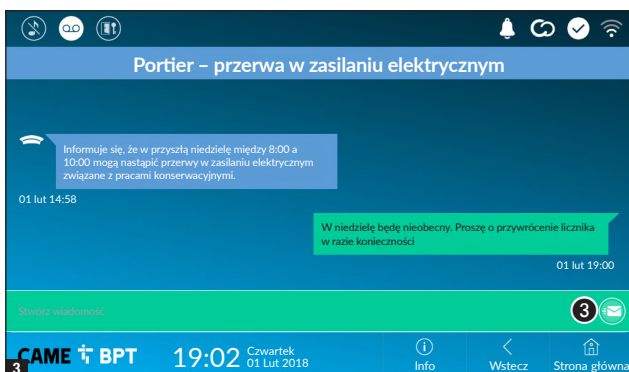 Portier – przerwa w zasilaniu elektrycznym
Informuje się, że w przyszłą niedzielę między 8:00 a
10:00 mogą nastąpić przerwy w zasilaniu elektrycznym
związane z pracami konserwacyjnymi.
01 lut 14:58
W niedzielę będę nieobecny. Proszę o przywrócenie licznika
w razie konieczności
01 lut 19:00
Stwórz wiadomość
3
CAME BPT
19:02
Czwartek
01 Lut 2018
Info
Wstecz
Strona główna
3